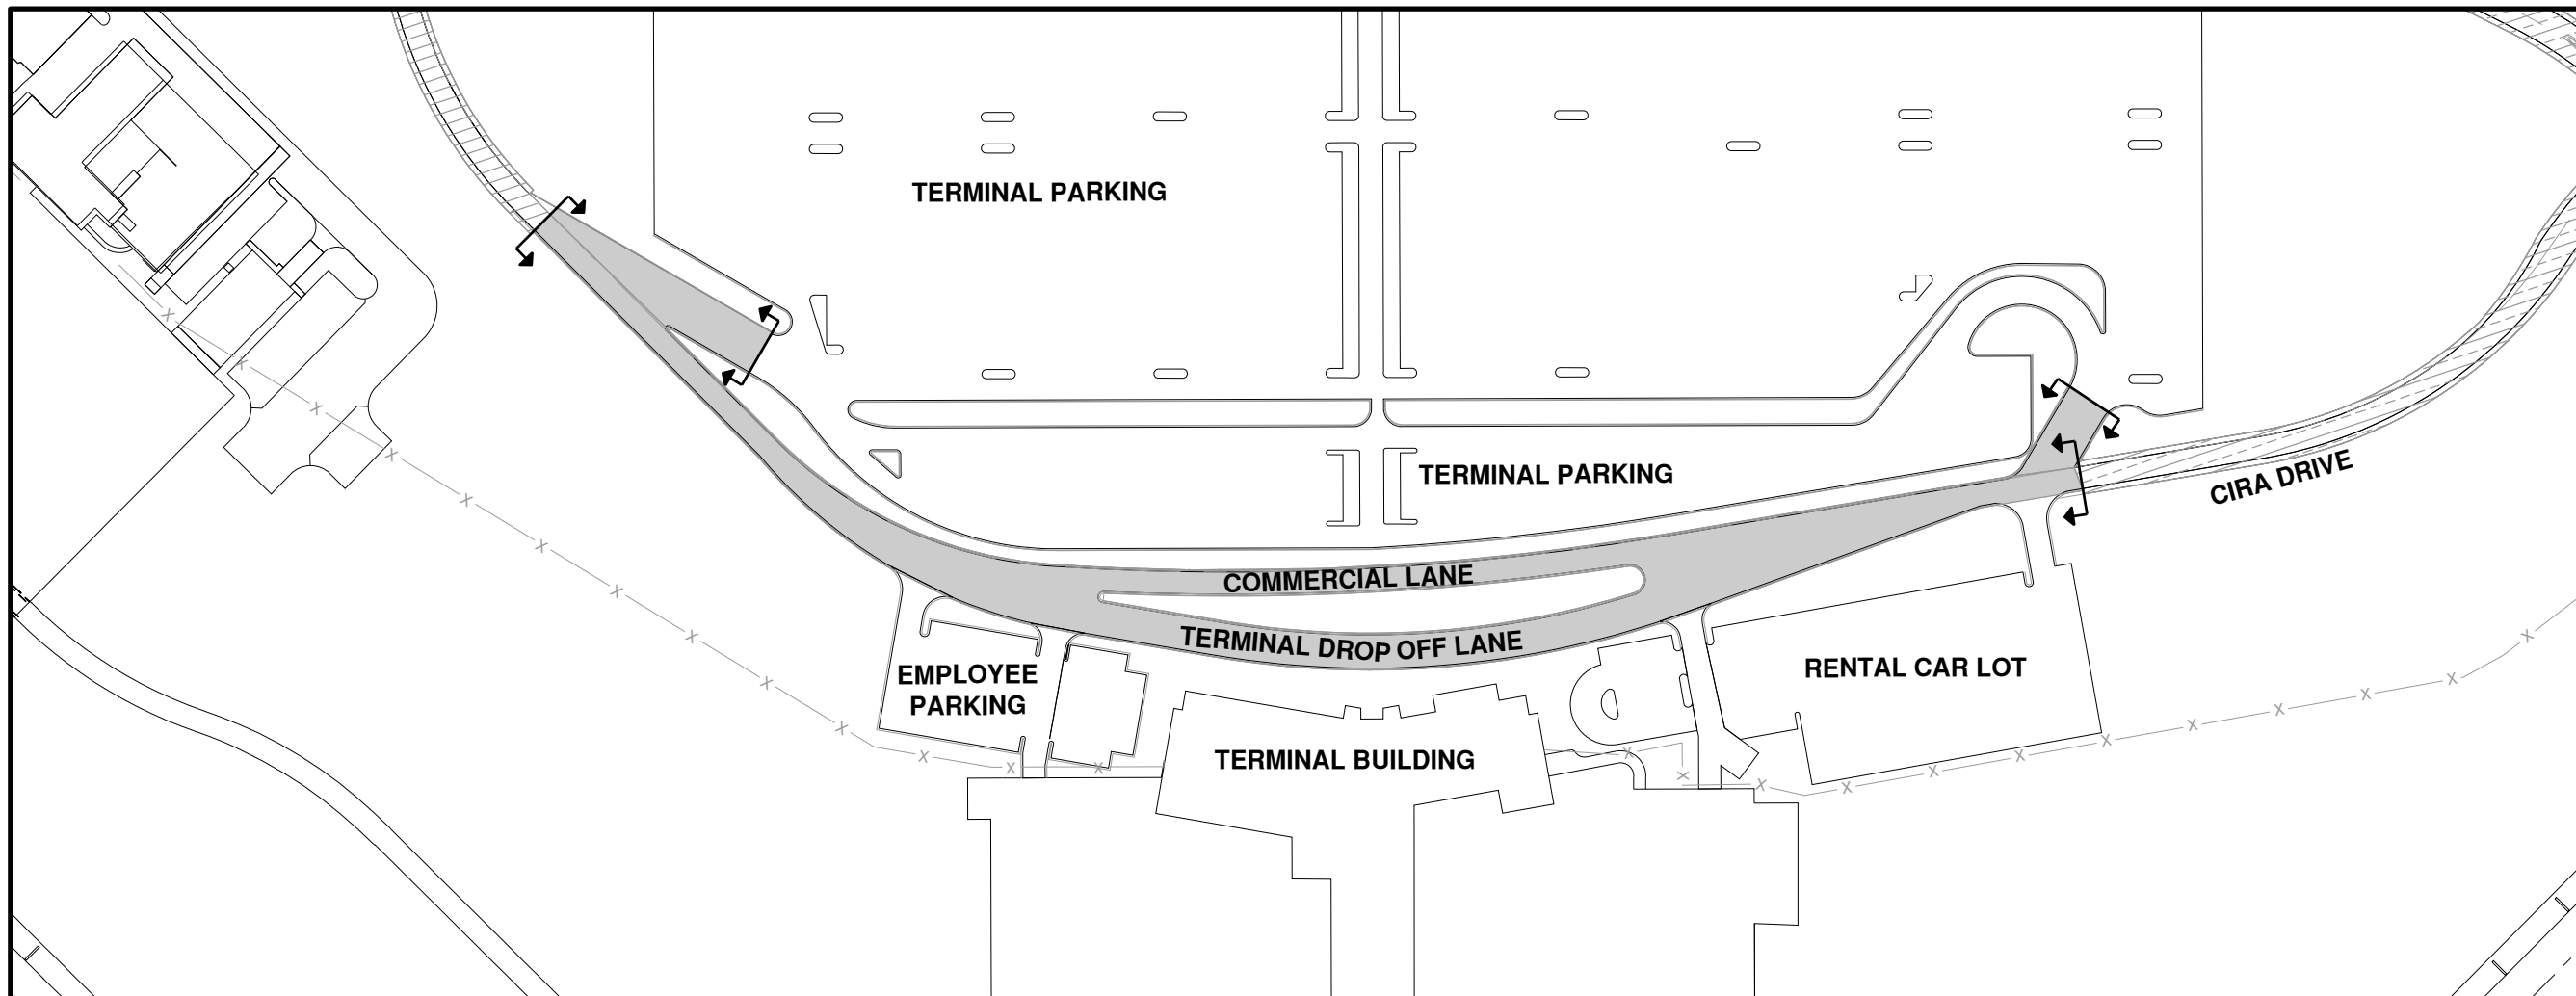 TERMINAL PARKING
TERMINAL PARKING
CIRA DRIVE
COMMERCIAL LANE
TERMINAL DROP OFF LANE
EMPLOYEE
PARKING
RENTAL CAR LOT
TERMINAL BUILDING